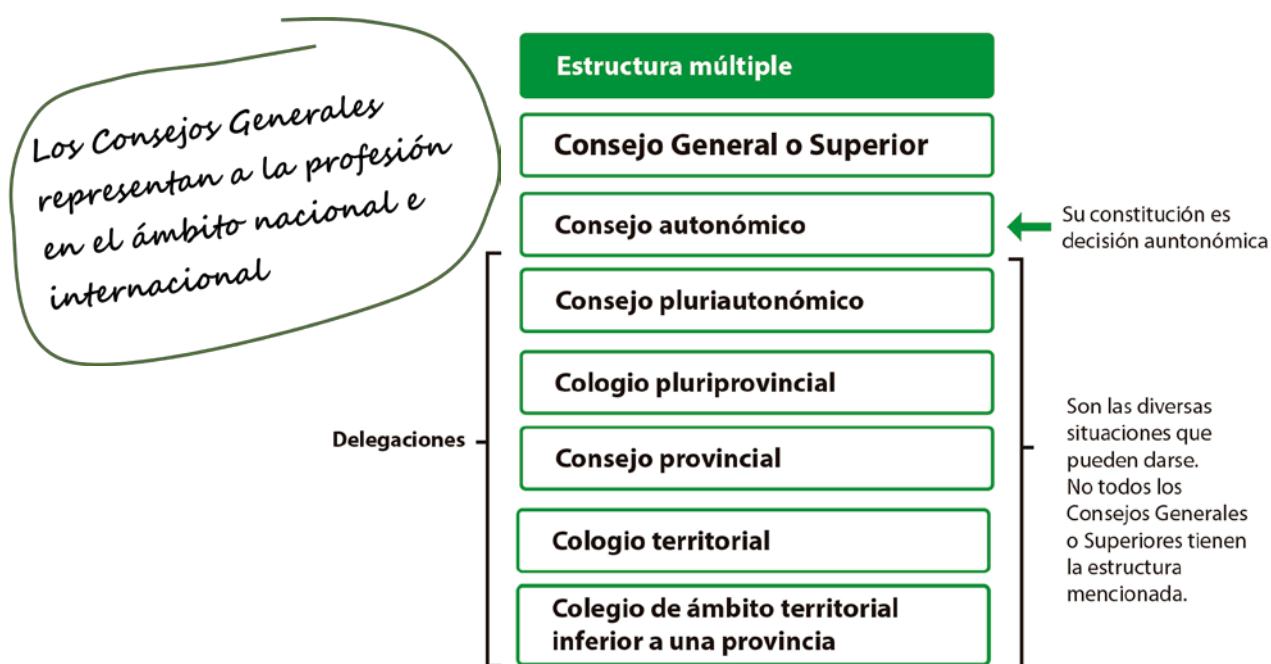 Los Consejos Generales
representan a la profesión
en el ámbito nacional e
internacional
Estructura múltiple
Consejo General o Superior
Consejo autonómico
Su constitución es
decisión auntonómica
Consejo pluriautonómico
Cologio pluriprovincial
Delegaciones
Consejo provincial
Cologio territorial
Colegio de ámbito territorial
inferior a una provincia
Son las diversas
situaciones que
pueden darse.
No todos los
Consejos Generales
o Superiores tienen
la estructura
mencionada.